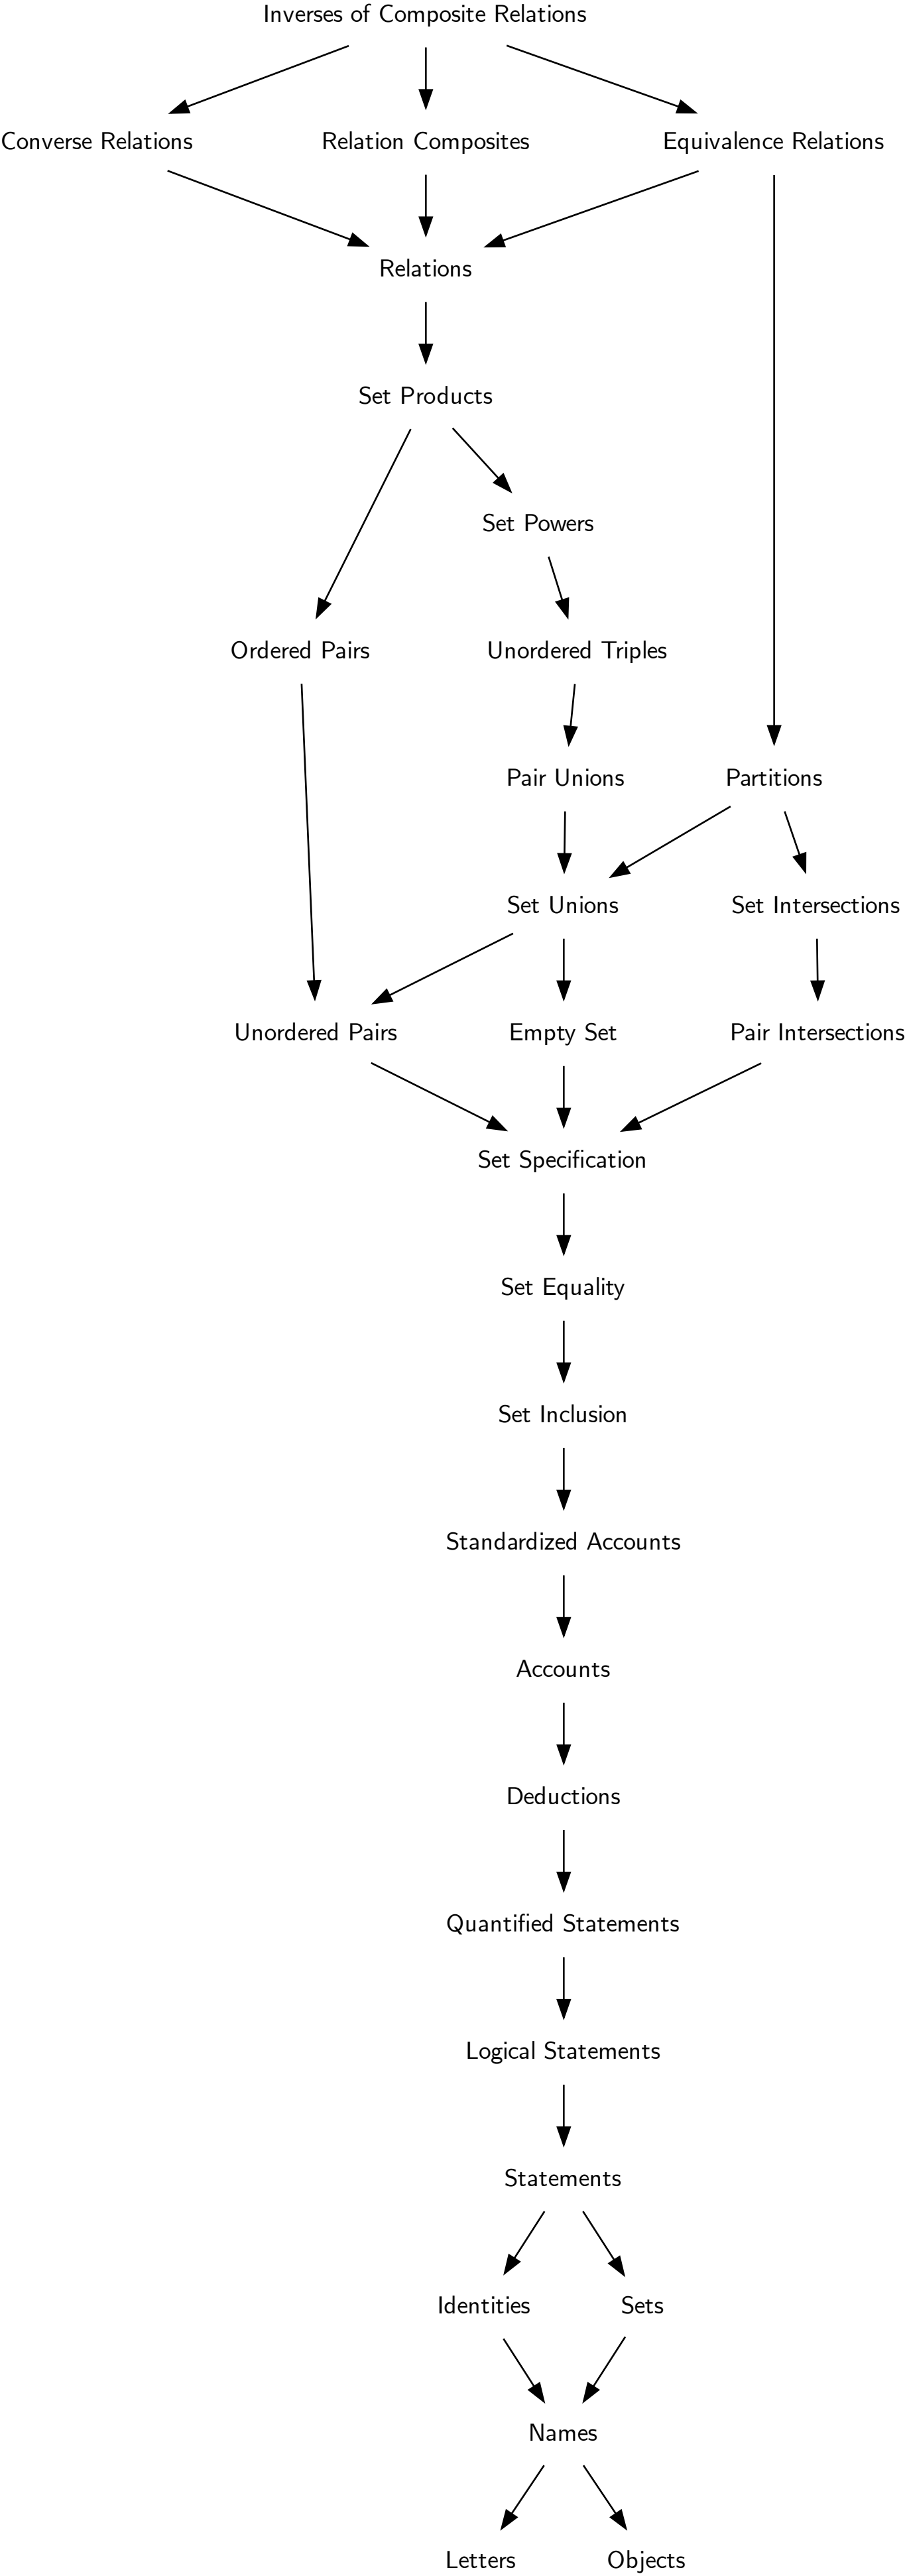 Inverses of Composite Relations
Converse Relations
Relation Composites
Equivalence Relations
Relations
Set Products
Set Powers
Ordered Pairs
Unordered Triples
Pair Unions
Partitions
Set Unions
Set Intersections
Unordered Pairs
Empty Set
Pair Intersections
Set Specification
Set Equality
Set Inclusion
Standardized Accounts
Accounts
Deductions
Quantified Statements
Logical Statements
Statements
Identities
Sets
Names
Letters
Objects